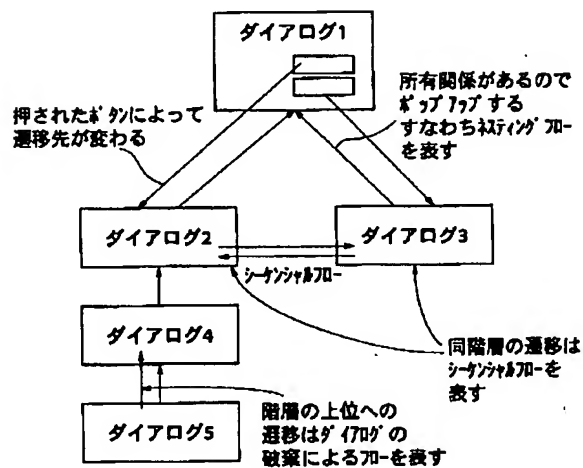 ダイアログ1
押されたボタンによって
遷移先が変わる
所有関係があるので
ポップアップする
すなわちネスティングフロー
を表す
ダイアログ2
ダイアログ3
シーケンシャルフロー
ダイアログ4
同階層の遷移は
シーケンシャルフローを
表す
ダイアログ5
階層の上位への
遷移はダイアログの
破棄によるフローを表す